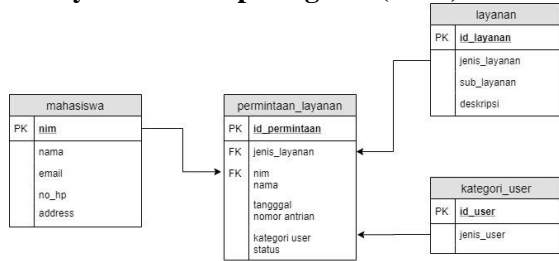 layanan
PK id_layanan
jenis_layanan
sub_layanan
deskripsi
mahasiswa
PK nim
nama
email
no_hp
address
permintaan_layanan
PK id_permintaan
FK jenis_layanan
FK nim
nama
tangggal
nomor antrian
kategori user
status
kategori_user
PK id_user
jenis_user